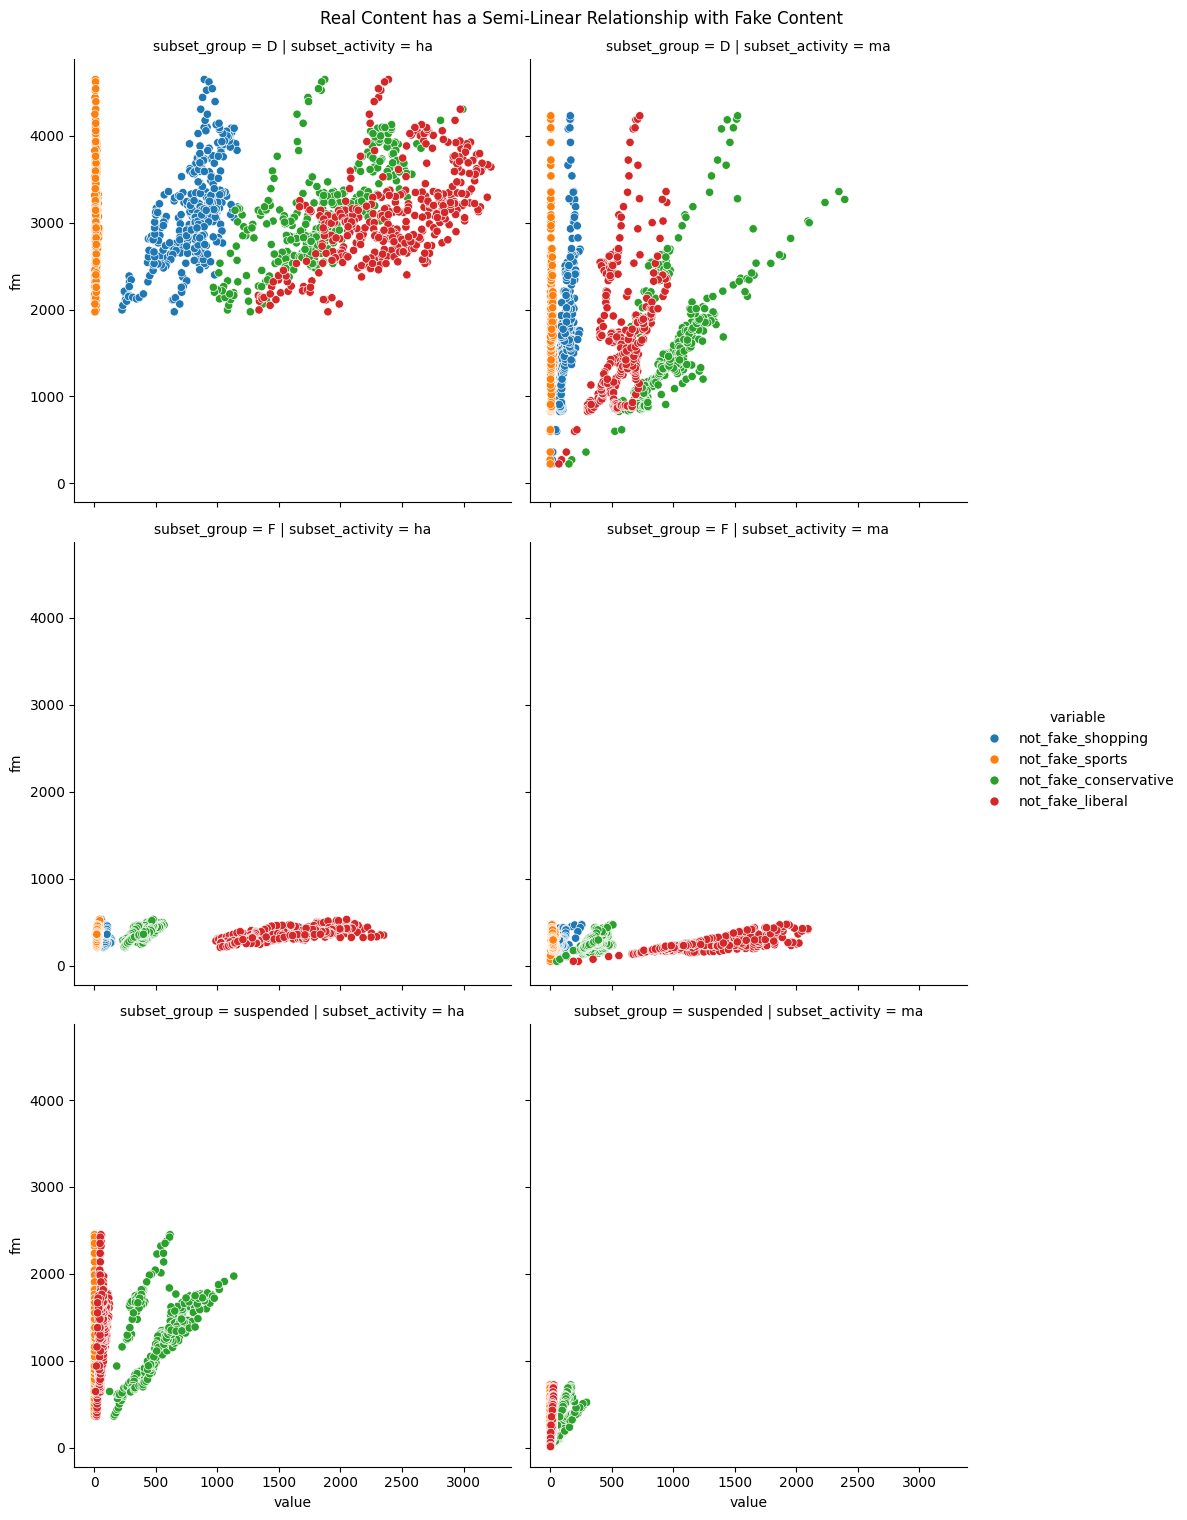 Real Content has a Semi-Linear Relationship with Fake Content
subset_group = D | subset_activity = ha
subset_group = D | subset_activity = ma
4000
3000
2000
1000
0
fm
subset_group = F | subset_activity = ha
subset_group = F | subset_activity = ma
4000
3000
2000
1000
0
fm
variable
not_fake_shopping
not_fake_sports
not_fake_conservative
not_fake_liberal
subset_group = suspended | subset_activity = ha
subset_group = suspended | subset_activity = ma
4000
3000
2000
1000
0
fm
0 500 1000 1500 2000 2500 3000
value
0 500 1000 1500 2000 2500 3000
value